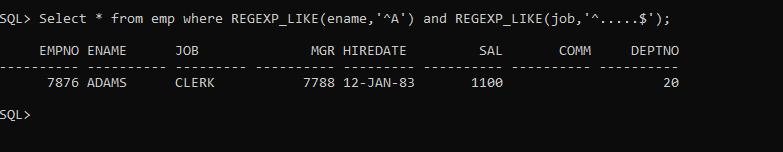 SQL> Select * from emp where REGEXP_LIKE(ename,'^A') and REGEXP_LIKE(job,'^.....$');
EMPNO ENAME JOB MGR HIREDATE SAL COMM DEPTNO
---------- ---------- --------- ---------- --------- ---------- ---------- ----------
7876 ADAMS CLERK 7788 12-JAN-83 1100 20
SQL>